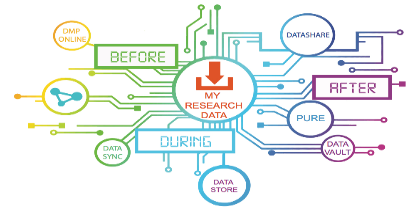 DMP
ONLINE
BEFORE
DATASHARE
MY
RESEARCH
DATA
AFTER
PURE
DATA
SYNC
DURING
DATA
VAULT
DATA
STORE